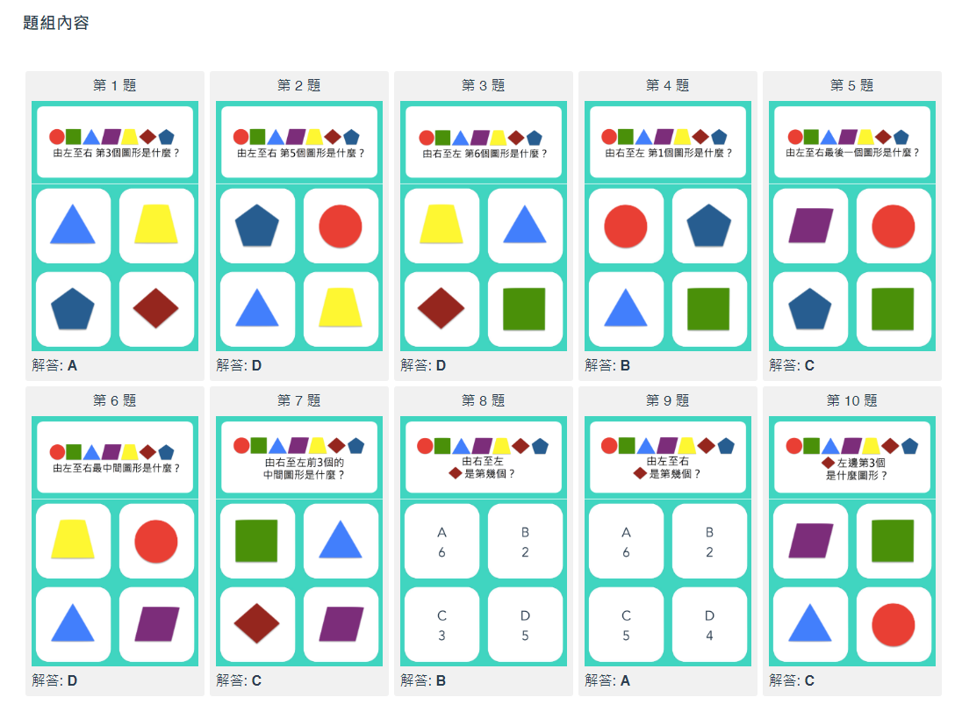 題組內容
第 1 題
由左至右 第3個圖形是什麼？
解答: A
第 2 題
由左至右 第5個圖形是什麼？
解答: D
第 3 題
由右至左 第6個圖形是什麼？
解答: D
第 4 題
由右至左 第1個圖形是什麼？
解答: B
第 5 題
由左至右最後一個圖形是什麼？
解答: C
第 6 題
由左至右最中間圖形是什麼？
解答: D
第 7 題
由右至左前3個的
中間圖形是什麼？
解答: C
第 8 題
由右至左
是第幾個？
A
6
B
2
C
3
D
5
解答: B
第 9 題
由左至右
是第幾個？
A
6
B
2
C
5
D
4
解答: A
第 10 題
左邊第3個
是什麼圖形？
解答: C